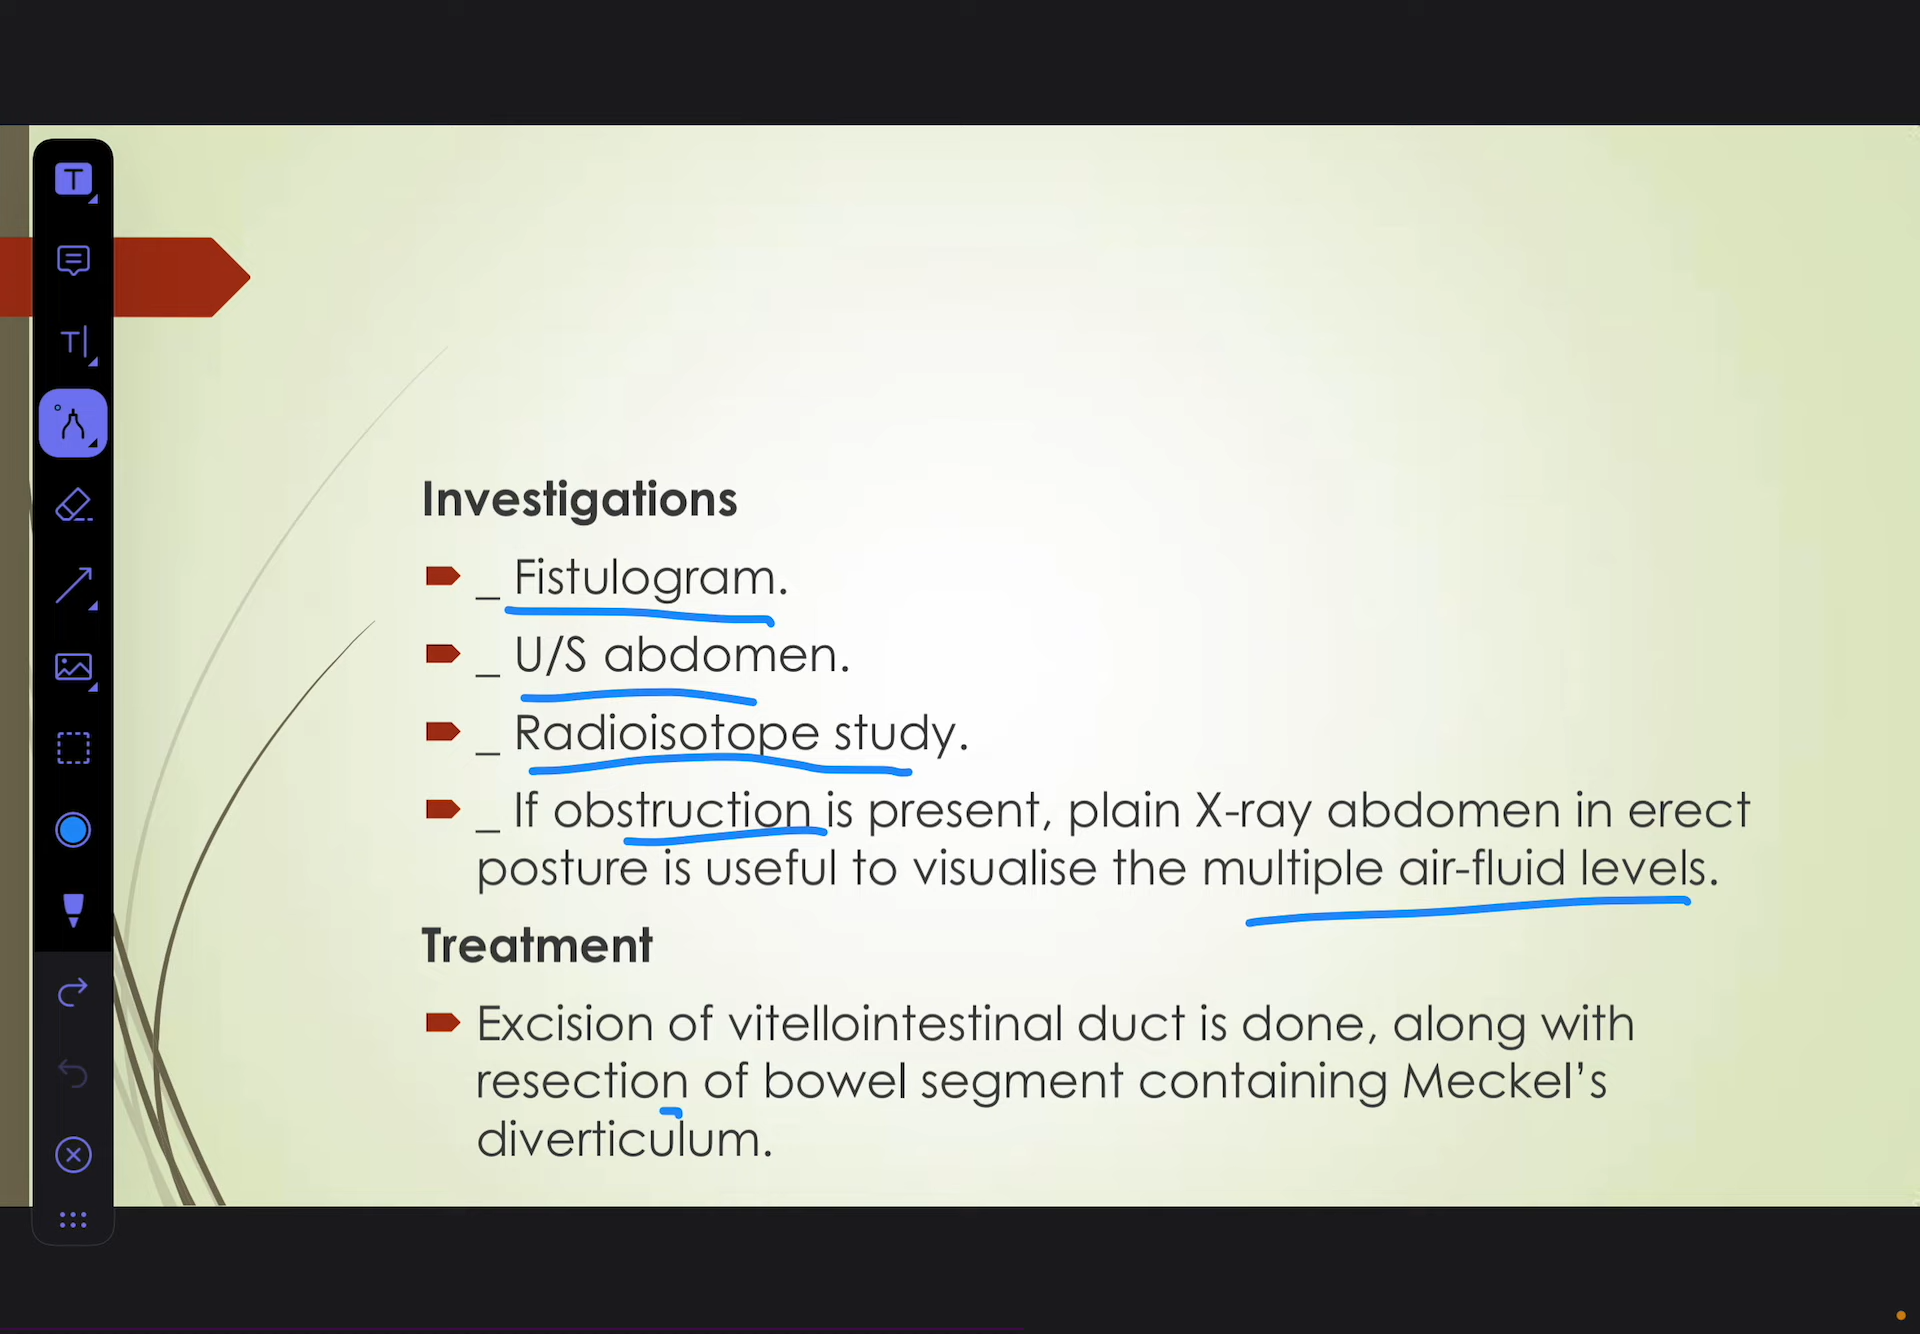 Investigations
_ Fistulogram.
_ U/S abdomen.
_ Radioisotope study.
_ If obstruction is present, plain X-ray abdomen in erect
posture is useful to visualise the multiple air-fluid levels.
Treatment
Excision of vitellointestinal duct is done, along with
resection of bowel segment containing Meckel’s
diverticulum.